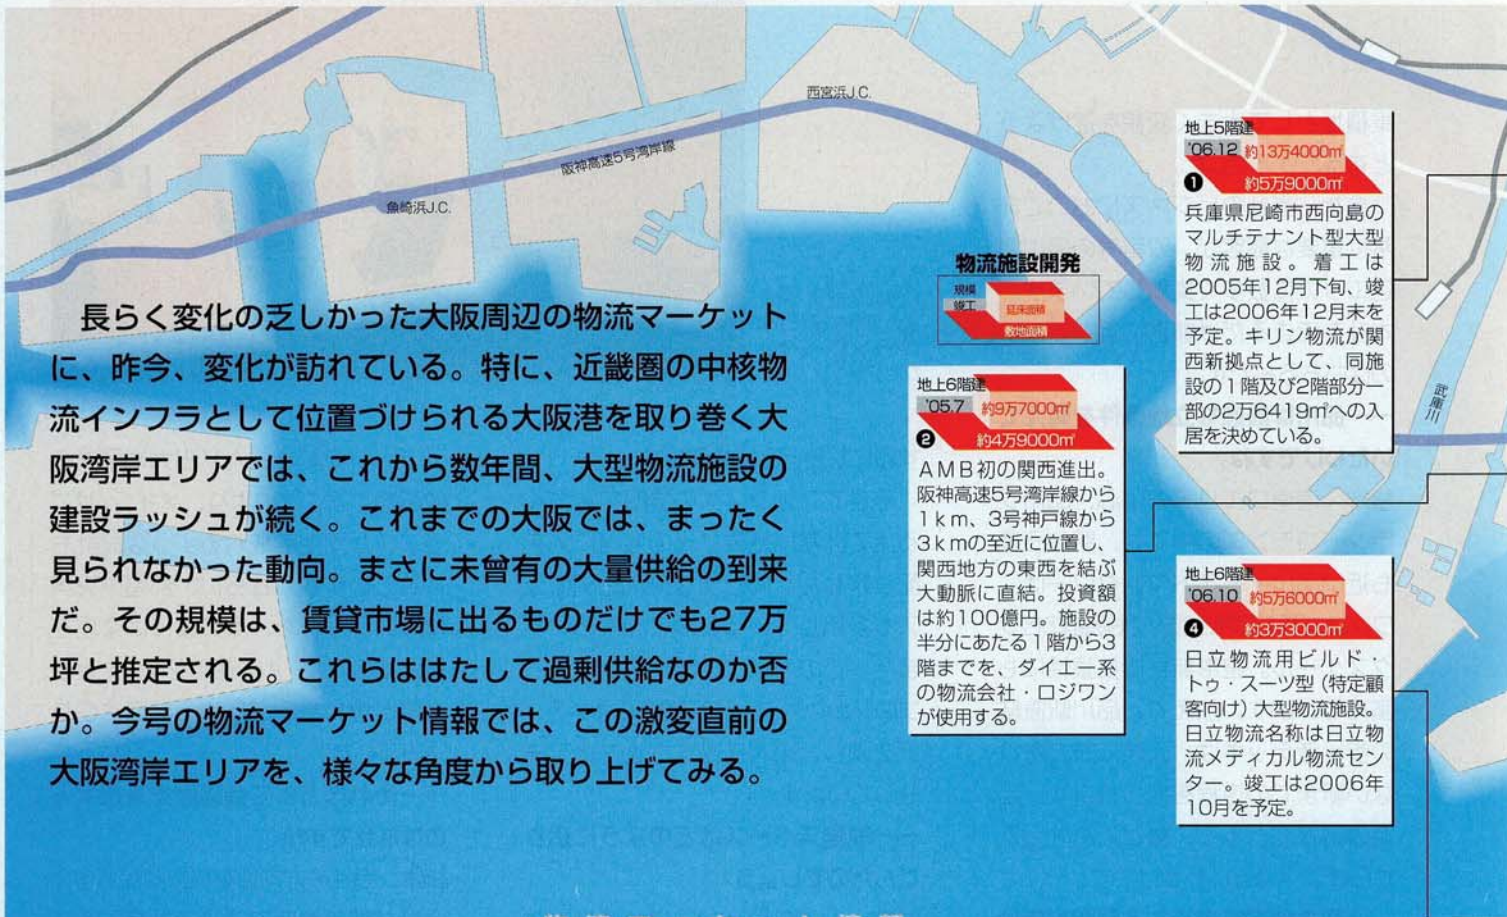 西宮浜J.C.
阪神高速5号湾岸線
魚崎浜J.C.
武庫川
長らく変化の乏しかった大阪周辺の物流マーケット
に、昨今、変化が訪れている。特に、近畿圏の中核物
流インフラとして位置づけられる大阪港を取り巻く大
阪湾岸エリアでは、これから数年間、大型物流施設の
建設ラッシュが続く。これまでの大阪では、まったく
見られなかった動向。まさに未曾有の大量供給の到来
だ。その規模は、賃貸市場に出るものだけでも27万
坪と推定される。これらははたして過剰供給なのか否
か。今号の物流マーケット情報では、この激変直前の
大阪湾岸エリアを、様々な角度から取り上げてみる。
物流施設開発
規模
竣工
延床面積
敷地面積
地上6階建
'05.7 約9万7000㎡
❷ 約4万9000㎡
AMB初の関西進出。
阪神高速5号湾岸線から
1km、3号神戸線から
3kmの至近に位置し、
関西地方の東西を結ぶ
大動脈に直結。投資額
は約100億円。施設の
半分にあたる1階から3
階までを、ダイエー系
の物流会社・ロジワン
が使用する。
地上5階建
'06.12 約13万4000㎡
❶ 約5万9000㎡
兵庫県尼崎市西向島の
マルチテナント型大型
物流施設。着工は
2005年12月下旬、竣
工は2006年12月末を
予定。キリン物流が関
西新拠点として、同施
設の1階及び2階部分一
部の2万6419㎡への入
居を決めている。
地上6階建
'06.10 約5万6000㎡
❹ 約3万3000㎡
日立物流用ビルド・
トゥ・スーツ型(特定顧
客向け)大型物流施設。
日立物流名称は日立物
流メディカル物流セン
ター。竣工は2006年
10月を予定。